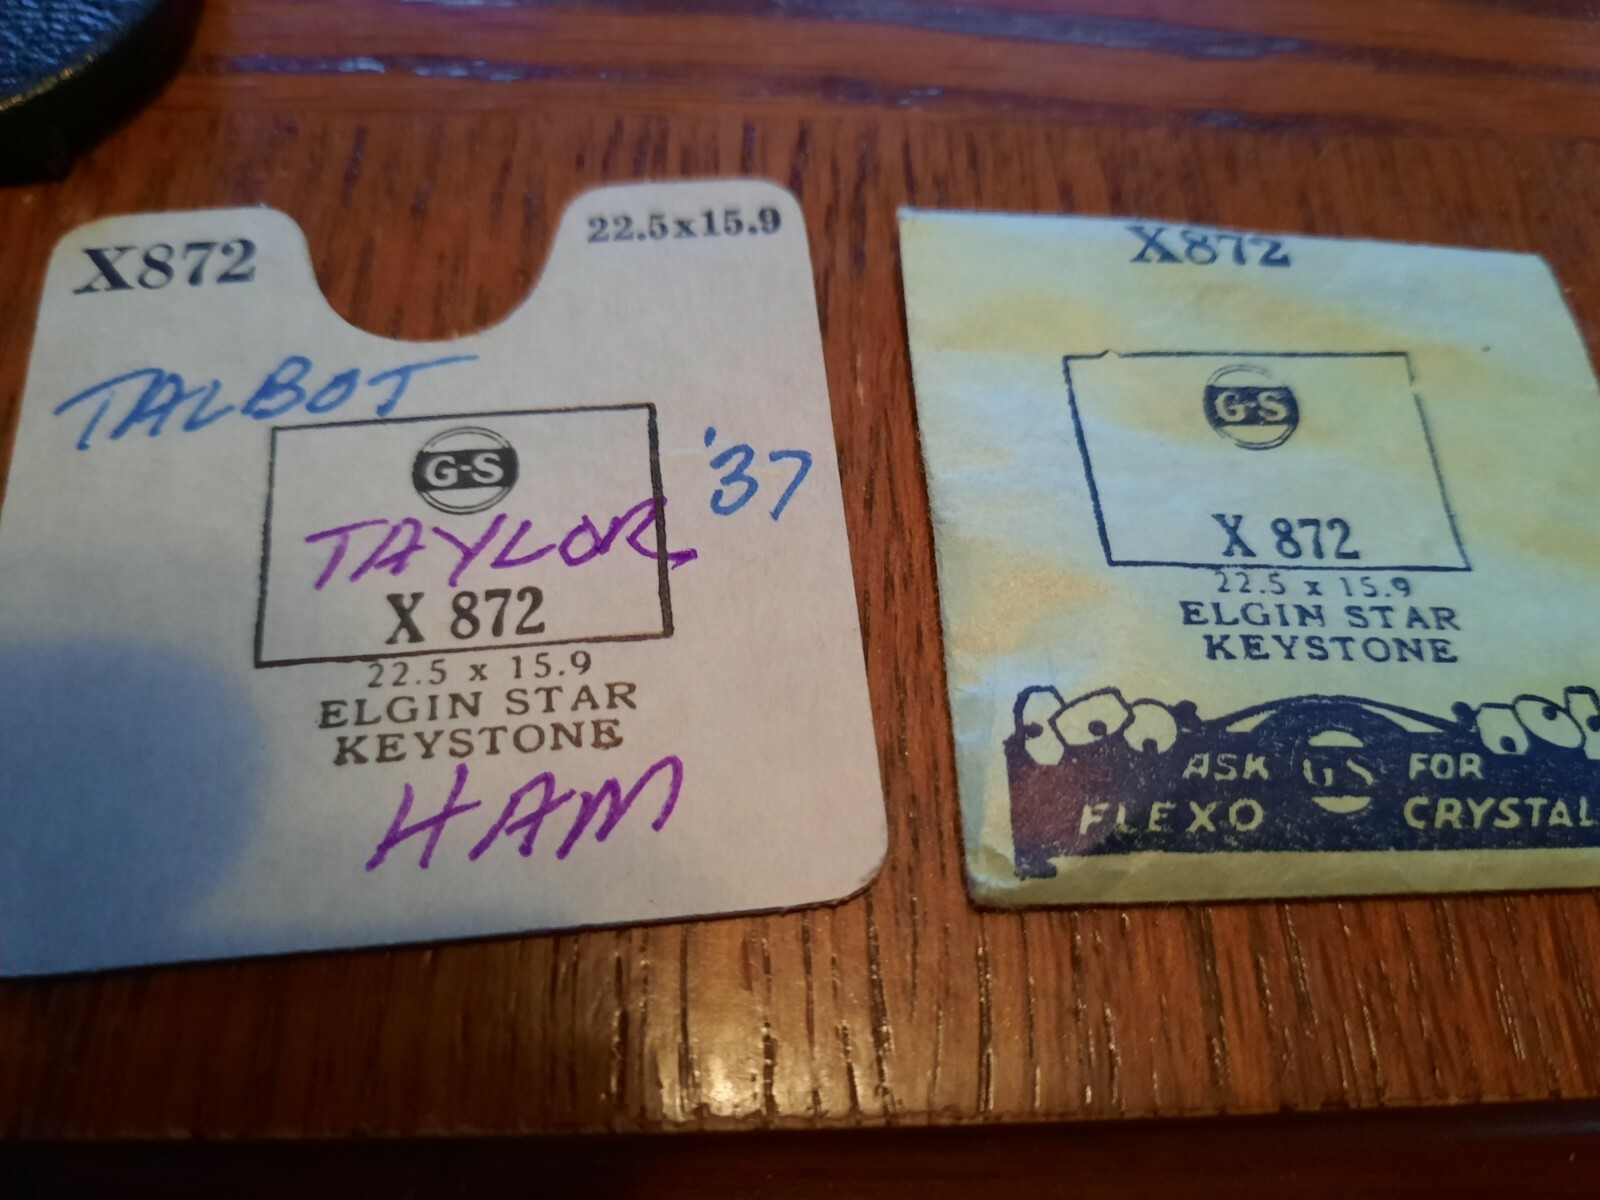 X872 22.5x15.9
TALBOT
G-S
'37
TAYLOR
X 872
22.5 x 15.9
ELGIN STAR
KEYSTONE
HAM
X872
G-S
X 872
22.5 x 15.9
ELGIN STAR
KEYSTONE
ASK GS FOR
FLEXO CRYSTAL